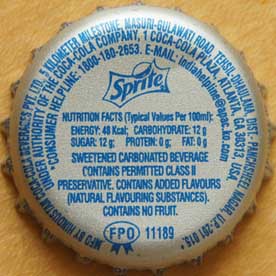 MFD BY HINDUSTAN COCA-COLA BEVERAGES PVT. LTD., 5 KILOMETER MILESTONE, MASURI-GULAWATI ROAD, TEHSIL-DHAULANA, DIST. PANCHSHEEL NAGAR, U.P.-201 015.
UNDER AUTHORITY OF THE COCA-COLA COMPANY, 1 COCA-COLA PLAZA, ATLANTA, GA 30313, USA.
*CONSUMER HELPLINE: 1800-180-2653. E-MAIL: indiahelpline@apac.ko.com
Sprite
NUTRITION FACTS (Typical Values Per 100ml):
ENERGY: 48 Kcal; CARBOHYDRATE: 12 g
SUGAR: 12 g; PROTEIN: 0 g; FAT: 0 g
SWEETENED CARBONATED BEVERAGE
CONTAINS PERMITTED CLASS II
PRESERVATIVE. CONTAINS ADDED FLAVOURS
(NATURAL FLAVOURING SUBSTANCES).
CONTAINS NO FRUIT.
FPO 11189